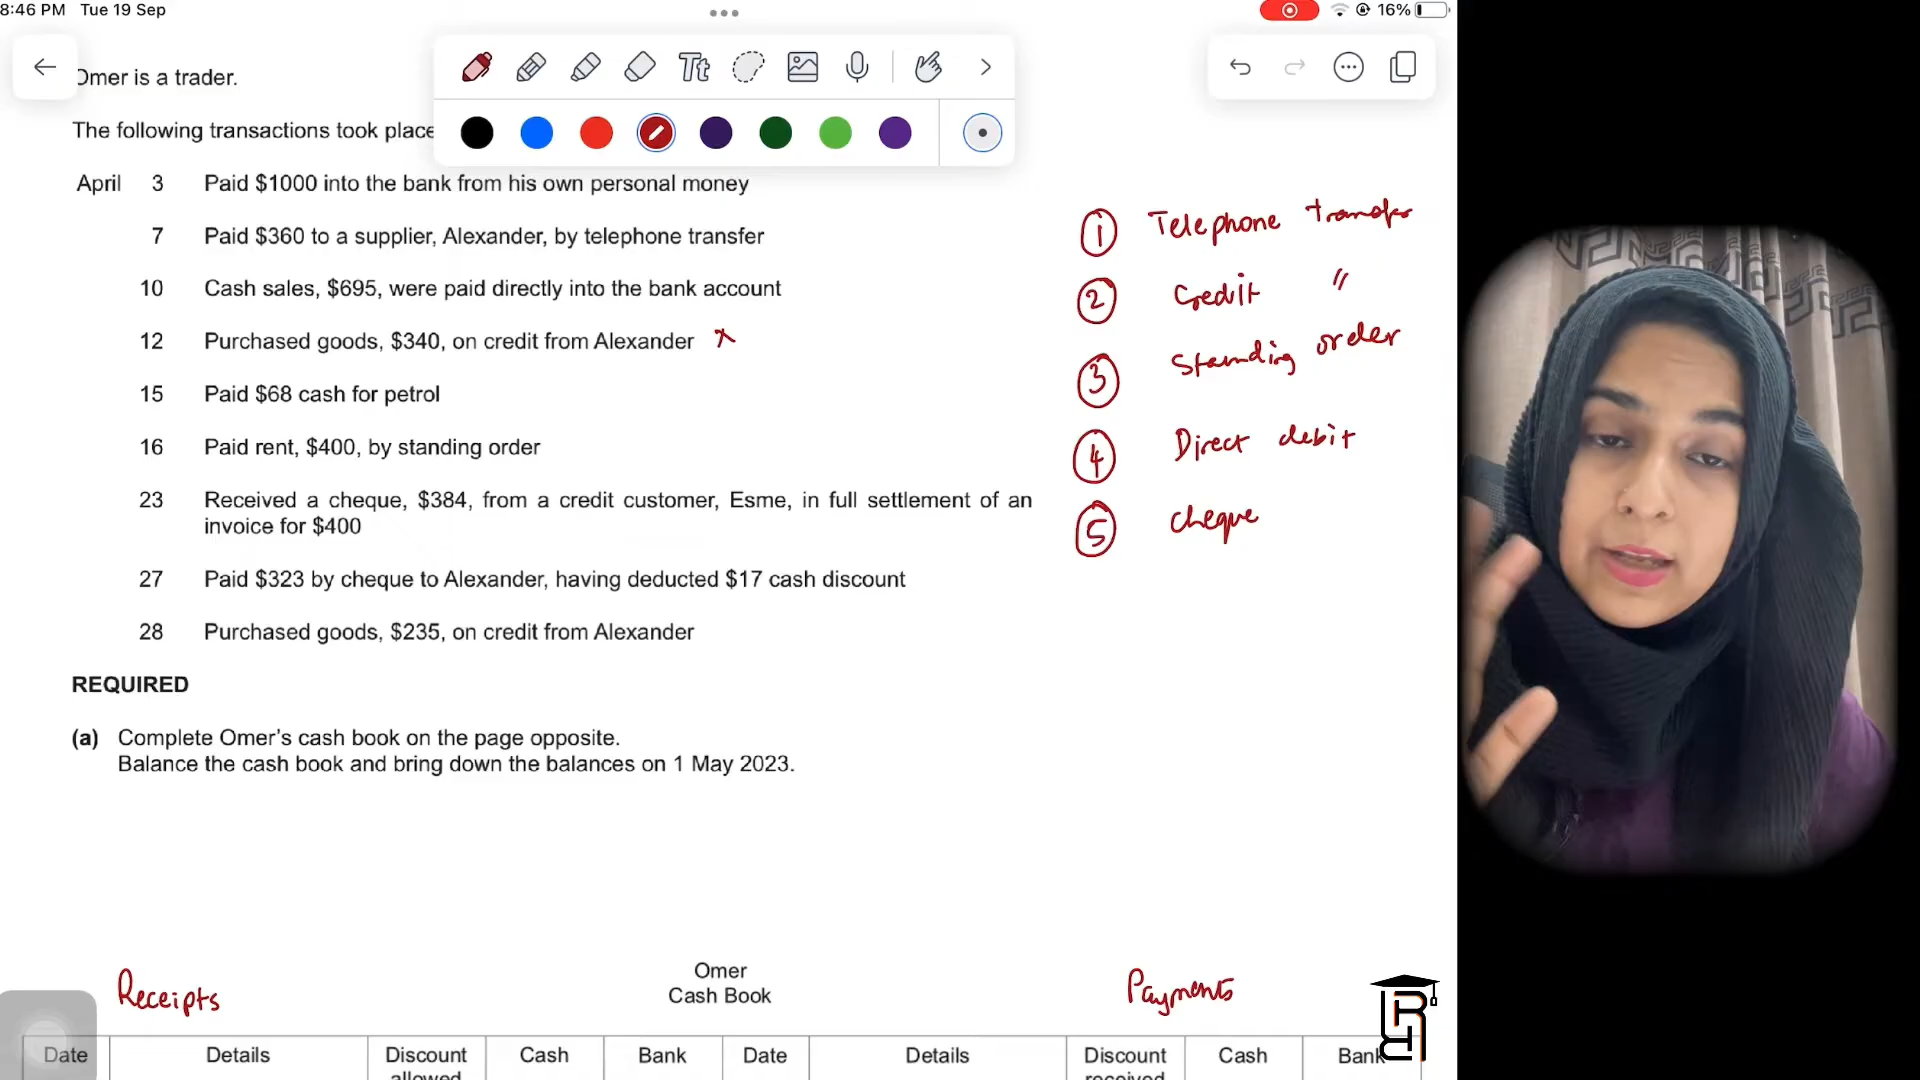 8:46 PM Tue 19 Sep
16%
Omer is a trader.
Tt
The following transactions took place
April 3 Paid $1000 into the bank from his own personal money
7 Paid $360 to a supplier, Alexander, by telephone transfer
10 Cash sales, $695, were paid directly into the bank account
12 Purchased goods, $340, on credit from Alexander x
15 Paid $68 cash for petrol
16 Paid rent, $400, by standing order
23 Received a cheque, $384, from a credit customer, Esme, in full settlement of an
invoice for $400
27 Paid $323 by cheque to Alexander, having deducted $17 cash discount
28 Purchased goods, $235, on credit from Alexander
1 Telephone transfer
2 Credit "
3 Standing order
4 Direct debit
5 cheque
REQUIRED
(a) Complete Omer's cash book on the page opposite.
Balance the cash book and bring down the balances on 1 May 2023.
Receipts
Omer
Cash Book
Payments
Date Details Discount Cash Bank Date Details Discount Cash Bank
allowed received